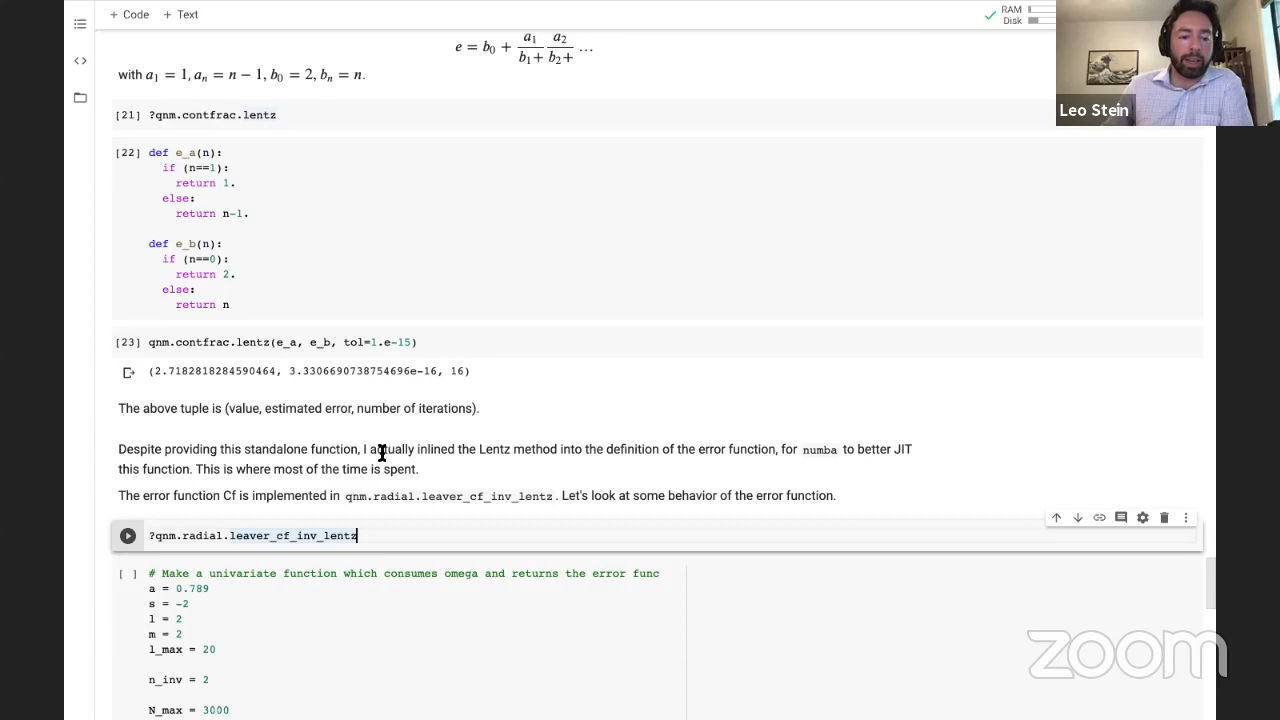 + Code + Text
RAM
Disk
Leo Stein
e = b₀ + a₁/b₁+ a₂/b₂+ …
with a₁ = 1, aₙ = n − 1, b₀ = 2, bₙ = n.
[21] ?qnm.contfrac.lentz
[22] def e_a(n):
if (n==1):
return 1.
else:
return n-1.
def e_b(n):
if (n==0):
return 2.
else:
return n
[23] qnm.contfrac.lentz(e_a, e_b, tol=1.e-15)
(2.7182818284590464, 3.3306690738754696e-16, 16)
The above tuple is (value, estimated error, number of iterations).
Despite providing this standalone function, I actually inlined the Lentz method into the definition of the error function, for numba to better JIT
this function. This is where most of the time is spent.
The error function Cf is implemented in qnm.radial.leaver_cf_inv_lentz. Let's look at some behavior of the error function.
?qnm.radial.leaver_cf_inv_lentz
[ ] # Make a univariate function which consumes omega and returns the error func
a = 0.789
s = -2
l = 2
m = 2
l_max = 20
n_inv = 2
N_max = 3000
zoom